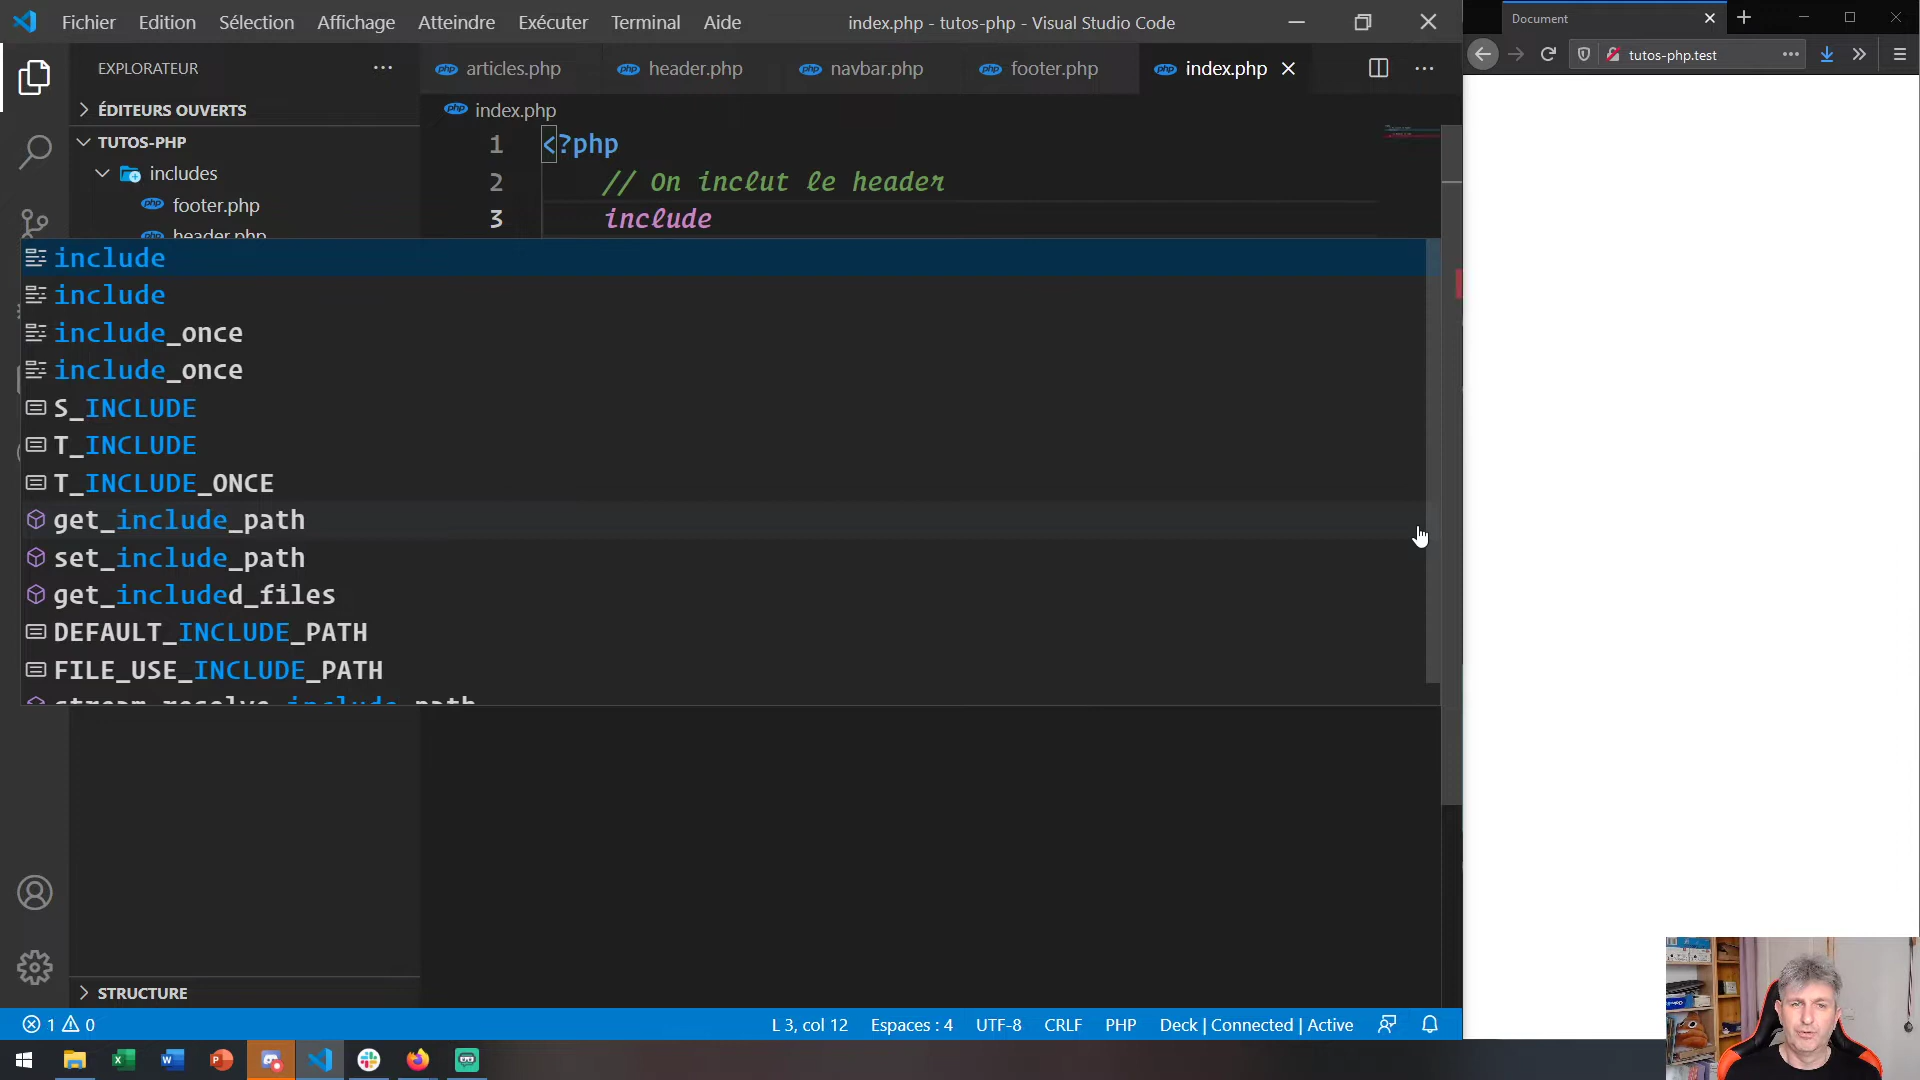 Fichier Edition Sélection Affichage Atteindre Exécuter Terminal Aide index.php - tutos-php - Visual Studio Code
Document
tutos-php.test
EXPLORATEUR
articles.php header.php navbar.php footer.php index.php
ÉDITEURS OUVERTS
index.php
TUTOS-PHP
includes
footer.php
header.php
1 <?php
2 // On inclut le header
3 include
include
include
include_once
include_once
S_INCLUDE
T_INCLUDE
T_INCLUDE_ONCE
get_include_path
set_include_path
get_included_files
DEFAULT_INCLUDE_PATH
FILE_USE_INCLUDE_PATH
stream_resolve_include_path
STRUCTURE
1 0 L 3, col 12 Espaces : 4 UTF-8 CRLF PHP Deck | Connected | Active